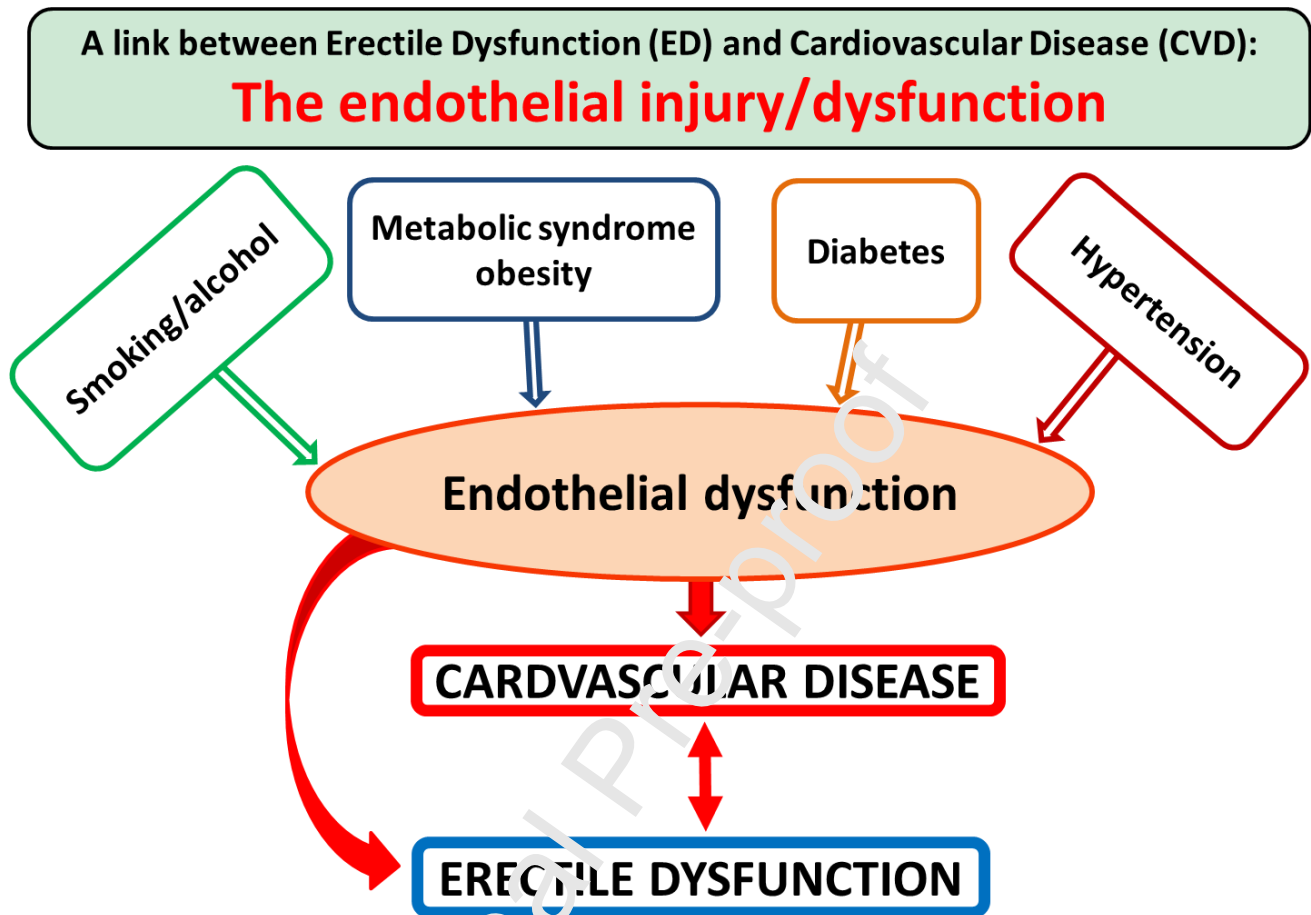 A link between Erectile Dysfunction (ED) and Cardiovascular Disease (CVD):
The endothelial injury/dysfunction
Smoking/alcohol
Metabolic syndrome
obesity
Diabetes
Hypertension
Endothelial dysfunction
CARDVASCULAR DISEASE
ERECTILE DYSFUNCTION
al Pre-proof